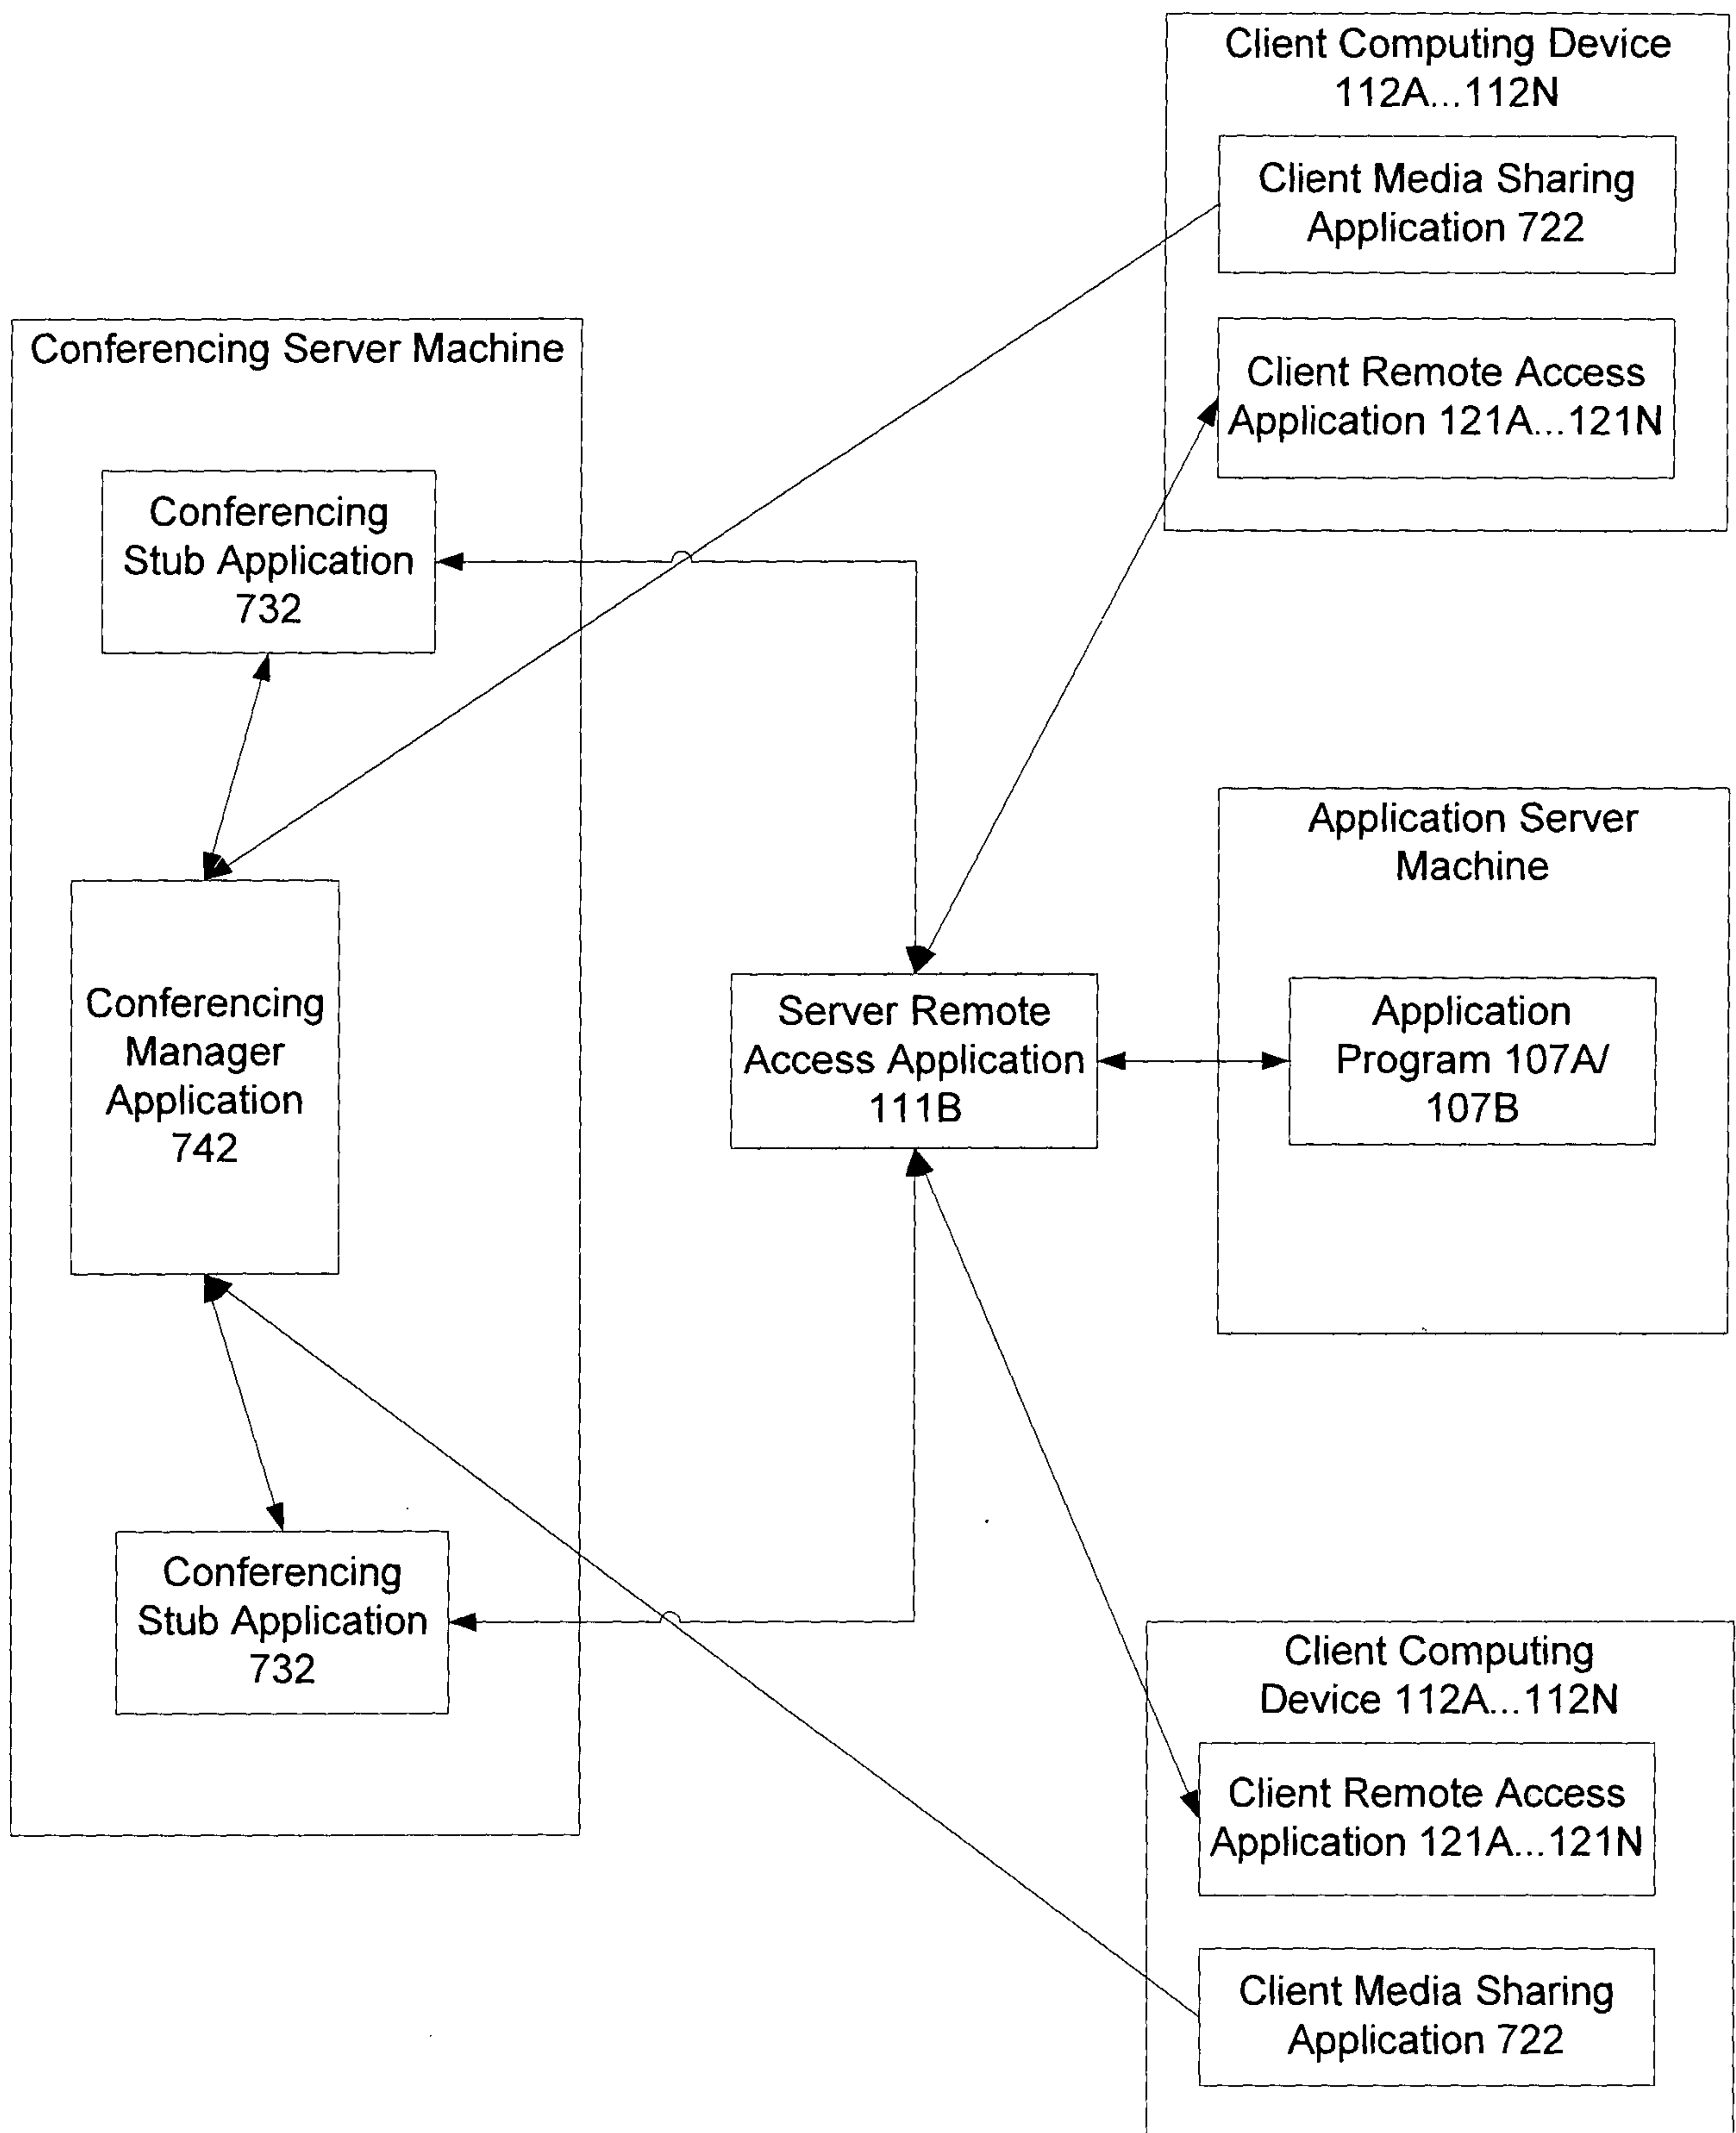 Client Computing Device
112A...112N
Client Media Sharing
Application 722
Client Remote Access
Application 121A...121N
Conferencing Server Machine
Conferencing
Stub Application
732
Conferencing
Manager
Application
742
Conferencing
Stub Application
732
Server Remote
Access Application
111B
Application Server
Machine
Application
Program 107A/
107B
Client Computing
Device 112A...112N
Client Remote Access
Application 121A...121N
Client Media Sharing
Application 722